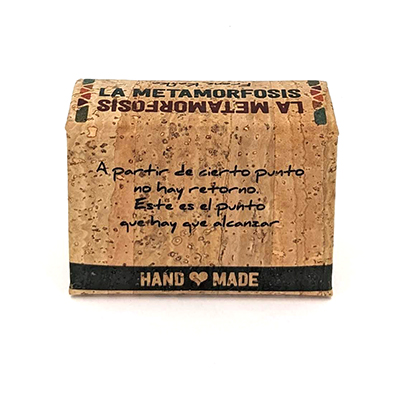 LA METAMORFOSIS
LA METAMORFOSIS
A partir de cierto punto
no hay retorno.
Este es el punto
que hay que alcanzar
HAND MADE